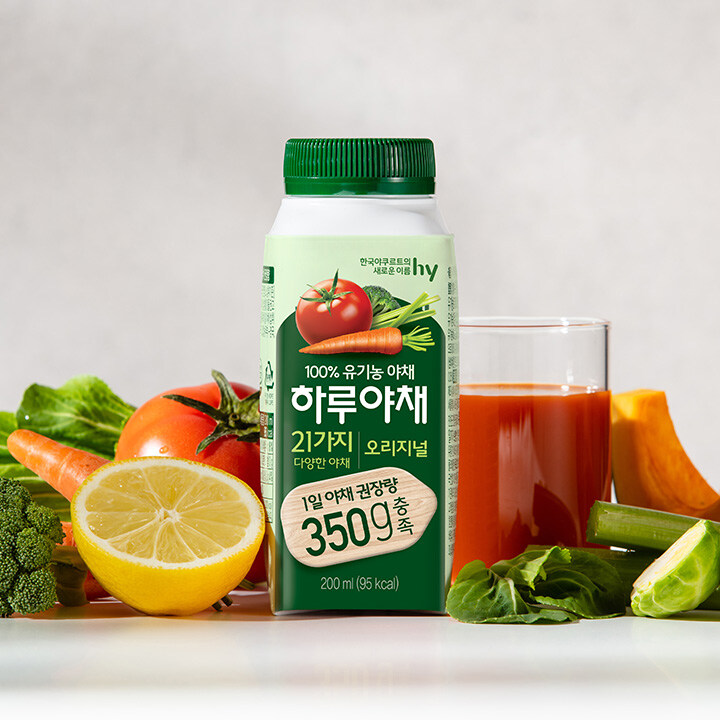 한국야쿠르트의
새로운 이름 hy
100% 유기농 야채
하루야채
21가지 오리지널
다양한 야채
1일 야채 권장량
350g 충족
200 ml (95 kcal)